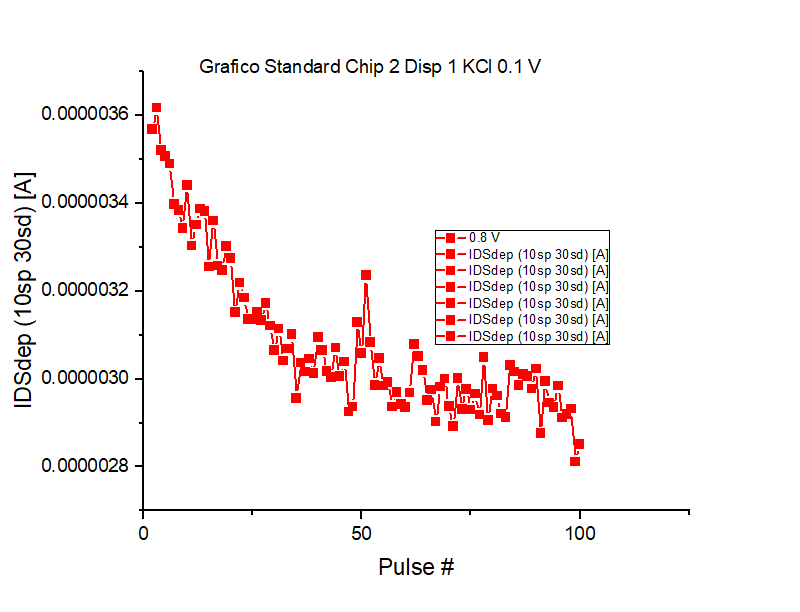 Grafico Standard Chip 2 Disp 1 KCl 0.1 V
IDSdep (10sp 30sd) [A]
0.0000036
0.0000034
0.0000032
0.0000030
0.0000028
0.8 V
IDSdep (10sp 30sd) [A]
IDSdep (10sp 30sd) [A]
IDSdep (10sp 30sd) [A]
IDSdep (10sp 30sd) [A]
IDSdep (10sp 30sd) [A]
IDSdep (10sp 30sd) [A]
0
50
100
Pulse #